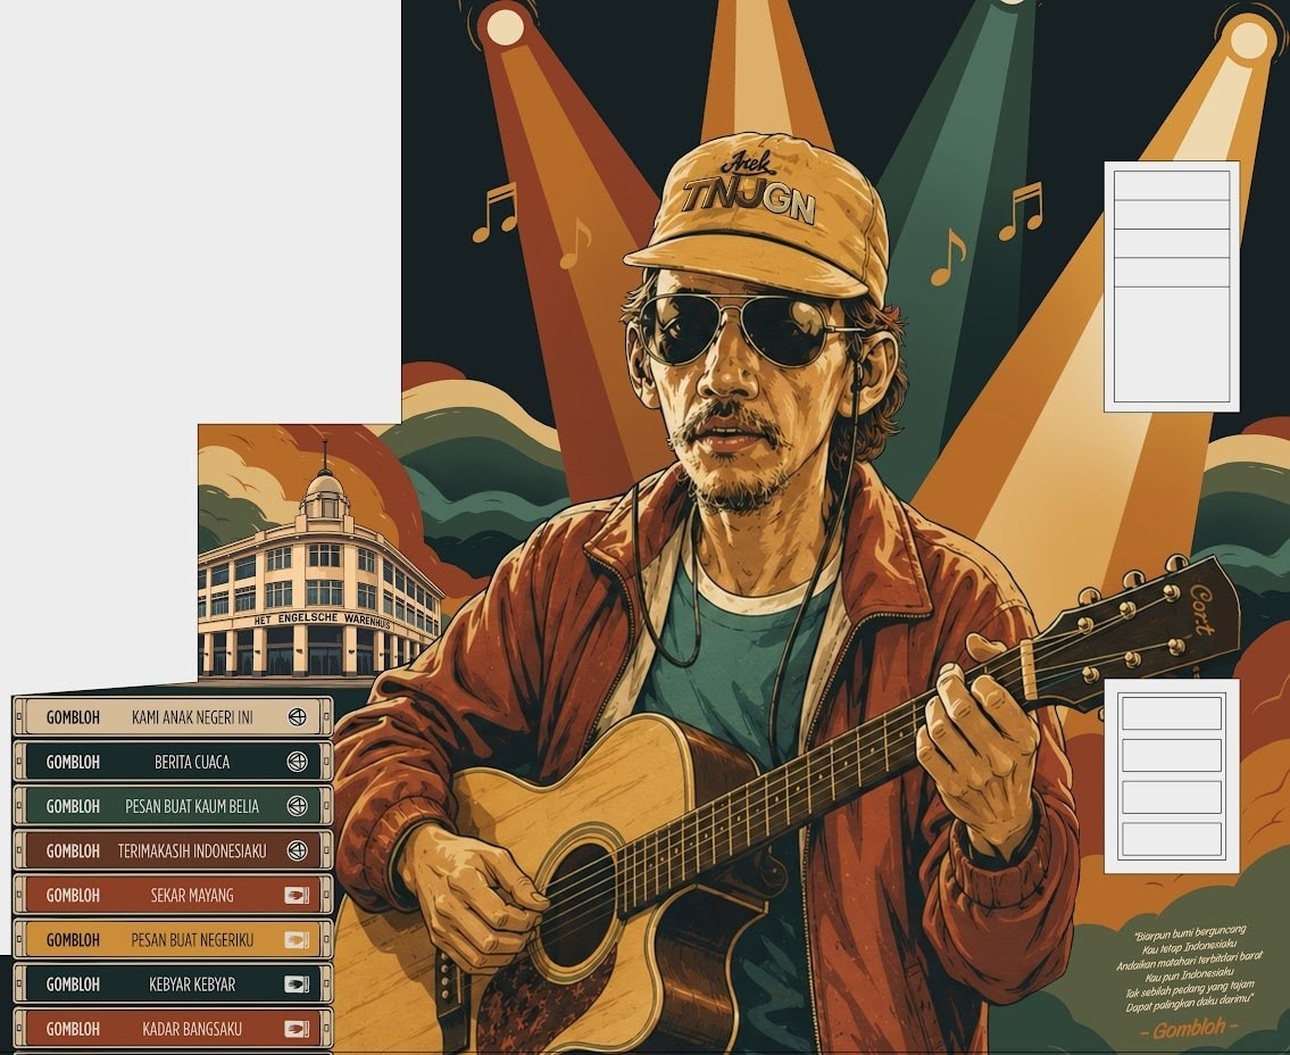 Arek
TNJGN
HET ENGELSCHE WARENHUIS
Cort
GOMBLOH KAMI ANAK NEGERI INI
GOMBLOH BERITA CUACA
GOMBLOH PESAN BUAT KAUM BELIA
GOMBLOH TERIMAKASIH INDONESIAKU
GOMBLOH SEKAR MAYANG
GOMBLOH PESAN BUAT NEGERIKU
GOMBLOH KEBYAR KEBYAR
GOMBLOH KADAR BANGSAKU
"Biarpun bumi berguncang
Kau tetap Indonesiaku
Andaikan matahari terbitdari barat
Kau pun Indonesiaku
Tak sebilah pedang yang tajam
Dapat palingkan daku darimu"
- Gombloh -